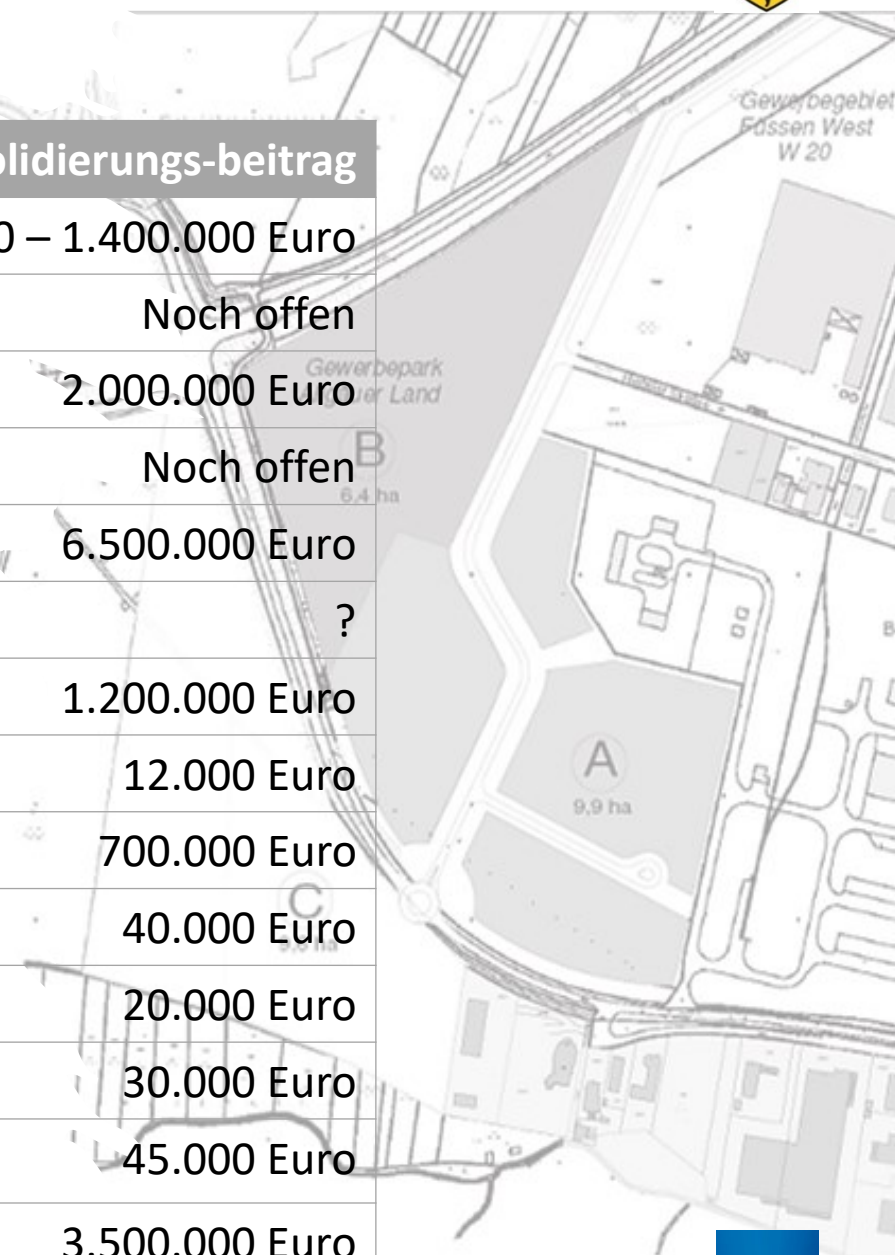 lidierungs-beitrag
0 – 1.400.000 Euro
Noch offen
2.000.000 Euro
Noch offen
6.500.000 Euro
?
1.200.000 Euro
12.000 Euro
700.000 Euro
40.000 Euro
20.000 Euro
30.000 Euro
45.000 Euro
3.500.000 Euro
Gewerbegebiet
Füssen West
W 20
Gewerbepark
Land
B
6,4 ha
A
9,9 ha
C
ha